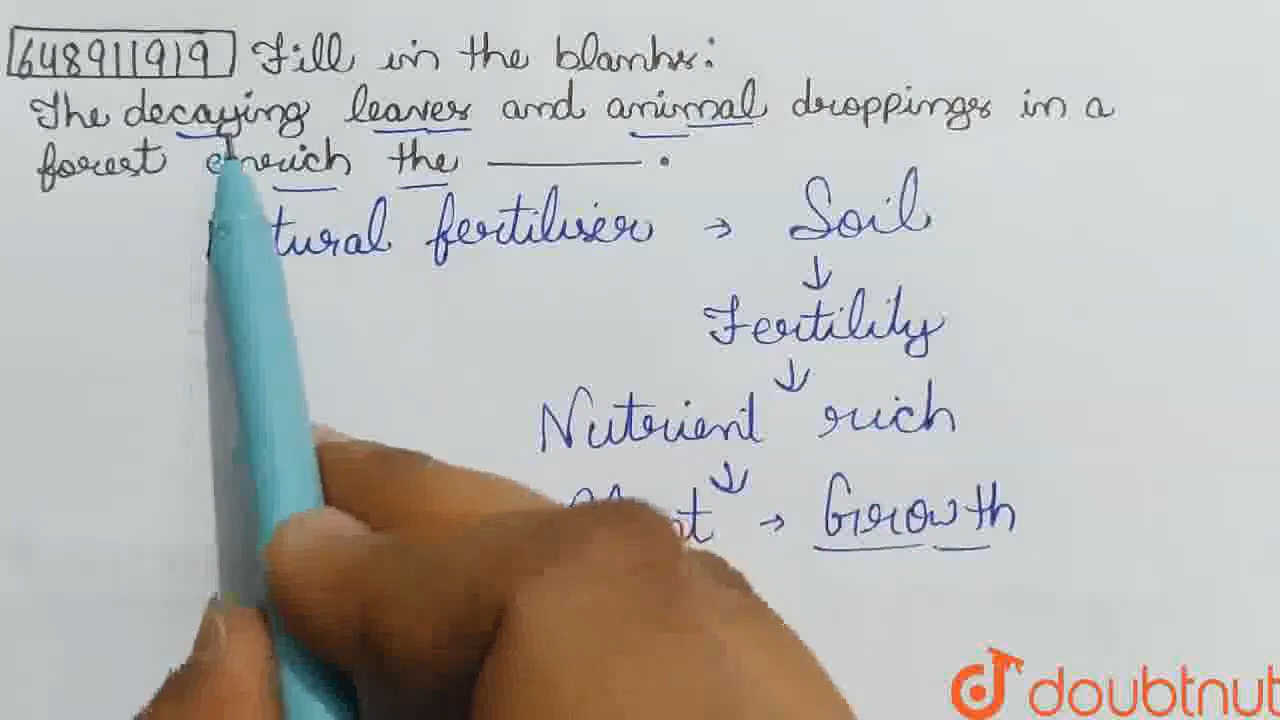 648911919 Fill in the blanks:
The decaying leaves and animal droppings in a
forest enrich the ______.
fertiliser → Soil
↓
Fertility
↓
Nutrient rich
↓
→ Growth
doubtnut